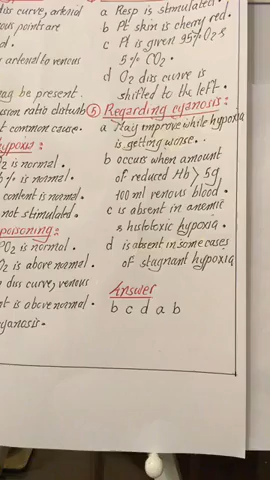 diss curve, arterial
ous points are
d.
arterial to venous
may be present.
usion ratio disturb
t common cause.
hypoxia:
O2 is normal.
% is normal.
content is normal.
not stimulated.
poisoning:
PO2 is normal.
O2 is above normal.
diss curve, venous
nt is above normal.
cyanosis.
a Resp is stimulated.
b Pt skin is cherry red.
c Pt is given 95% O2 &
5% CO2.
d O2 diss curve is
shifted to the left.
⑤ Regarding cyanosis:
a May improve while hypoxia
is getting worse.
b occurs when amount
of reduced Hb > 5g
100 ml venous blood.
c is absent in anemic
& histotoxic hypoxia.
d is absent in some cases
of stagnant hypoxia
Answer
b c d a b